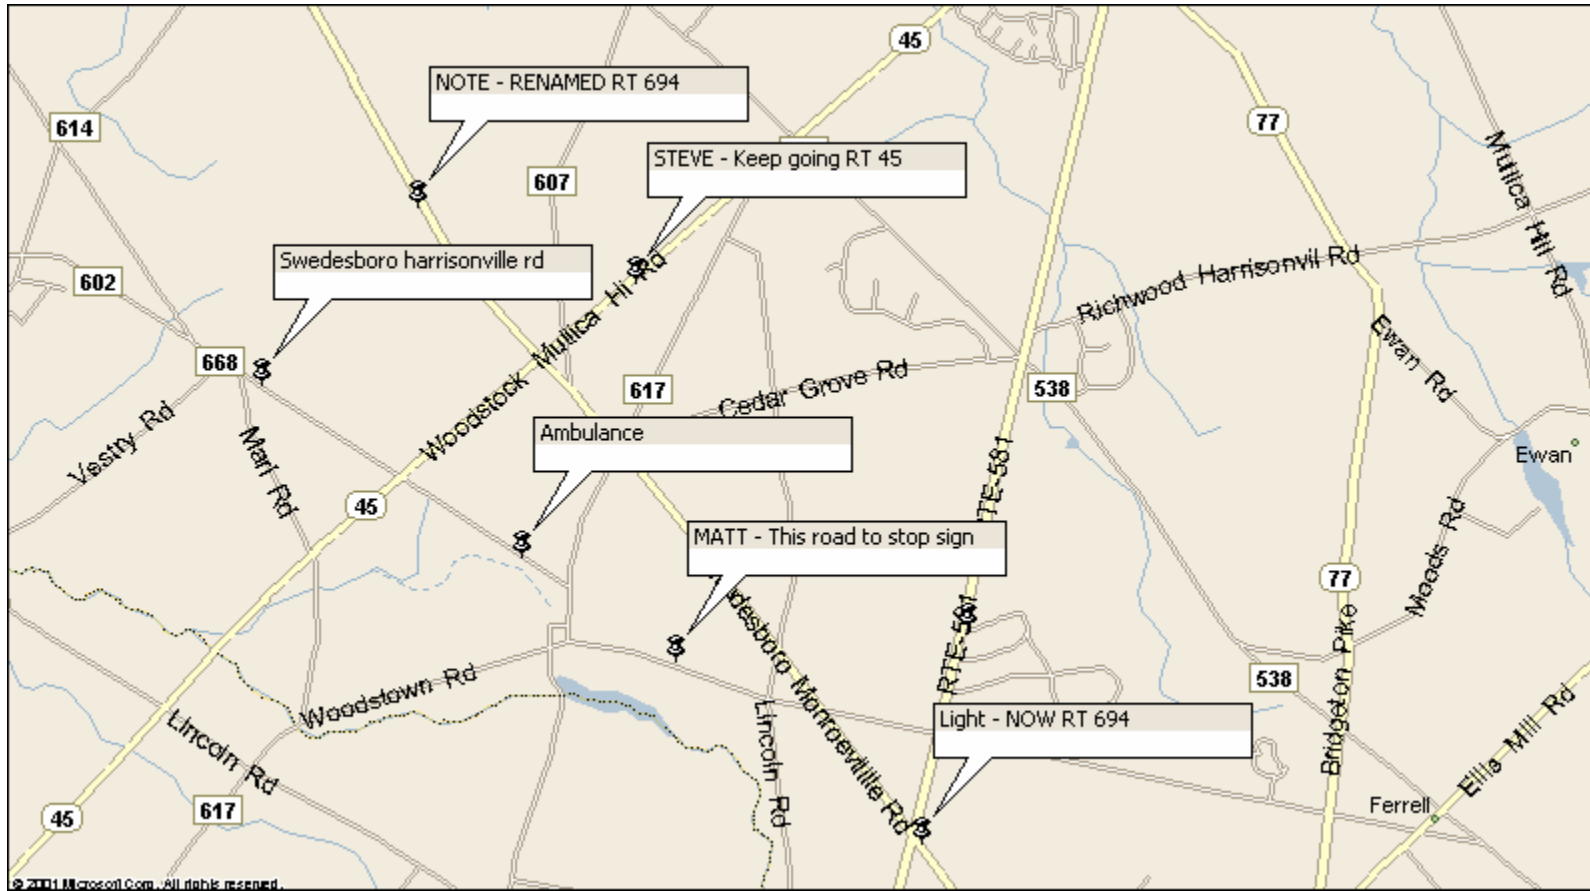 45
NOTE - RENAMED RT 694
77
614
STEVE - Keep going RT 45
607
Mullica Hill Rd
Swedesboro harrisonville rd
602
Richwood Harrisonvil Rd
668
Woodstock Mullica Hi Rd
617
Cedar Grove Rd
538
Ewan Rd
Vestry Rd
Marl Rd
Ambulance
Ewan
45
RTE-581
MATT - This road to stop sign
77
Moods Rd
desboro Monroevillle Rd
RTE-581
Bridgeton Pike
538
Woodstown Rd
Lincoln Rd
Lincoln Rd
Light - NOW RT 694
Ellis Mill Rd
45
617
Ferrell
© 2001 Microsoft Corp. All rights reserved.